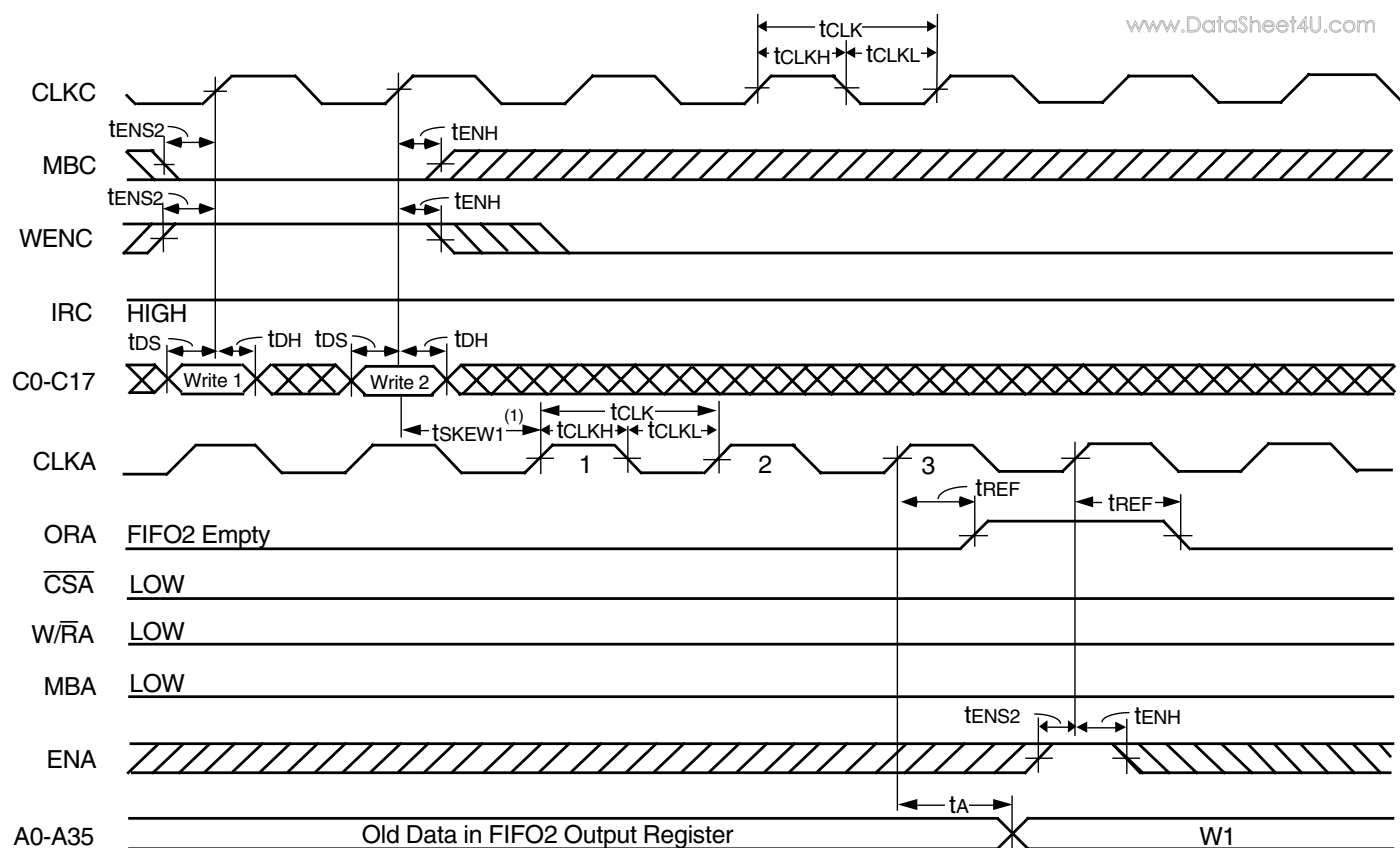 www.DataSheet4U.com
tCLK
tCLKH tCLKL
CLKC
tENS2 tENH
MBC
tENS2 tENH
WENC
IRC HIGH
tDS tDH tDS tDH
C0-C17 Write 1 Write 2
tSKEW1(1) tCLK
tCLKH tCLKL
CLKA 1 2 3
tREF tREF
ORA FIFO2 Empty
CSA LOW
W/RA LOW
MBA LOW
tENS2 tENH
ENA
tA
A0-A35 Old Data in FIFO2 Output Register W1